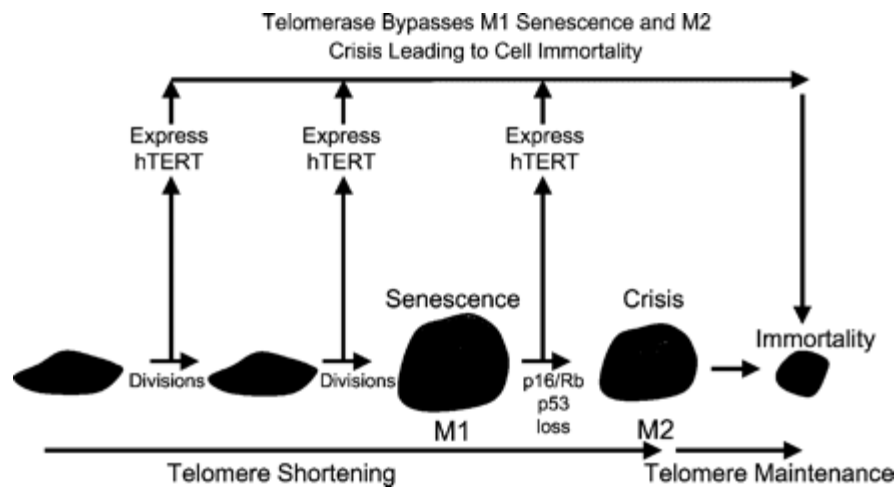 Telomerase Bypasses M1 Senescence and M2
Crisis Leading to Cell Immortality
Express
hTERT
Express
hTERT
Express
hTERT
Senescence
Crisis
Immortality
Divisions
Divisions
p16/Rb
p53
loss
M1
M2
Telomere Shortening
Telomere Maintenance